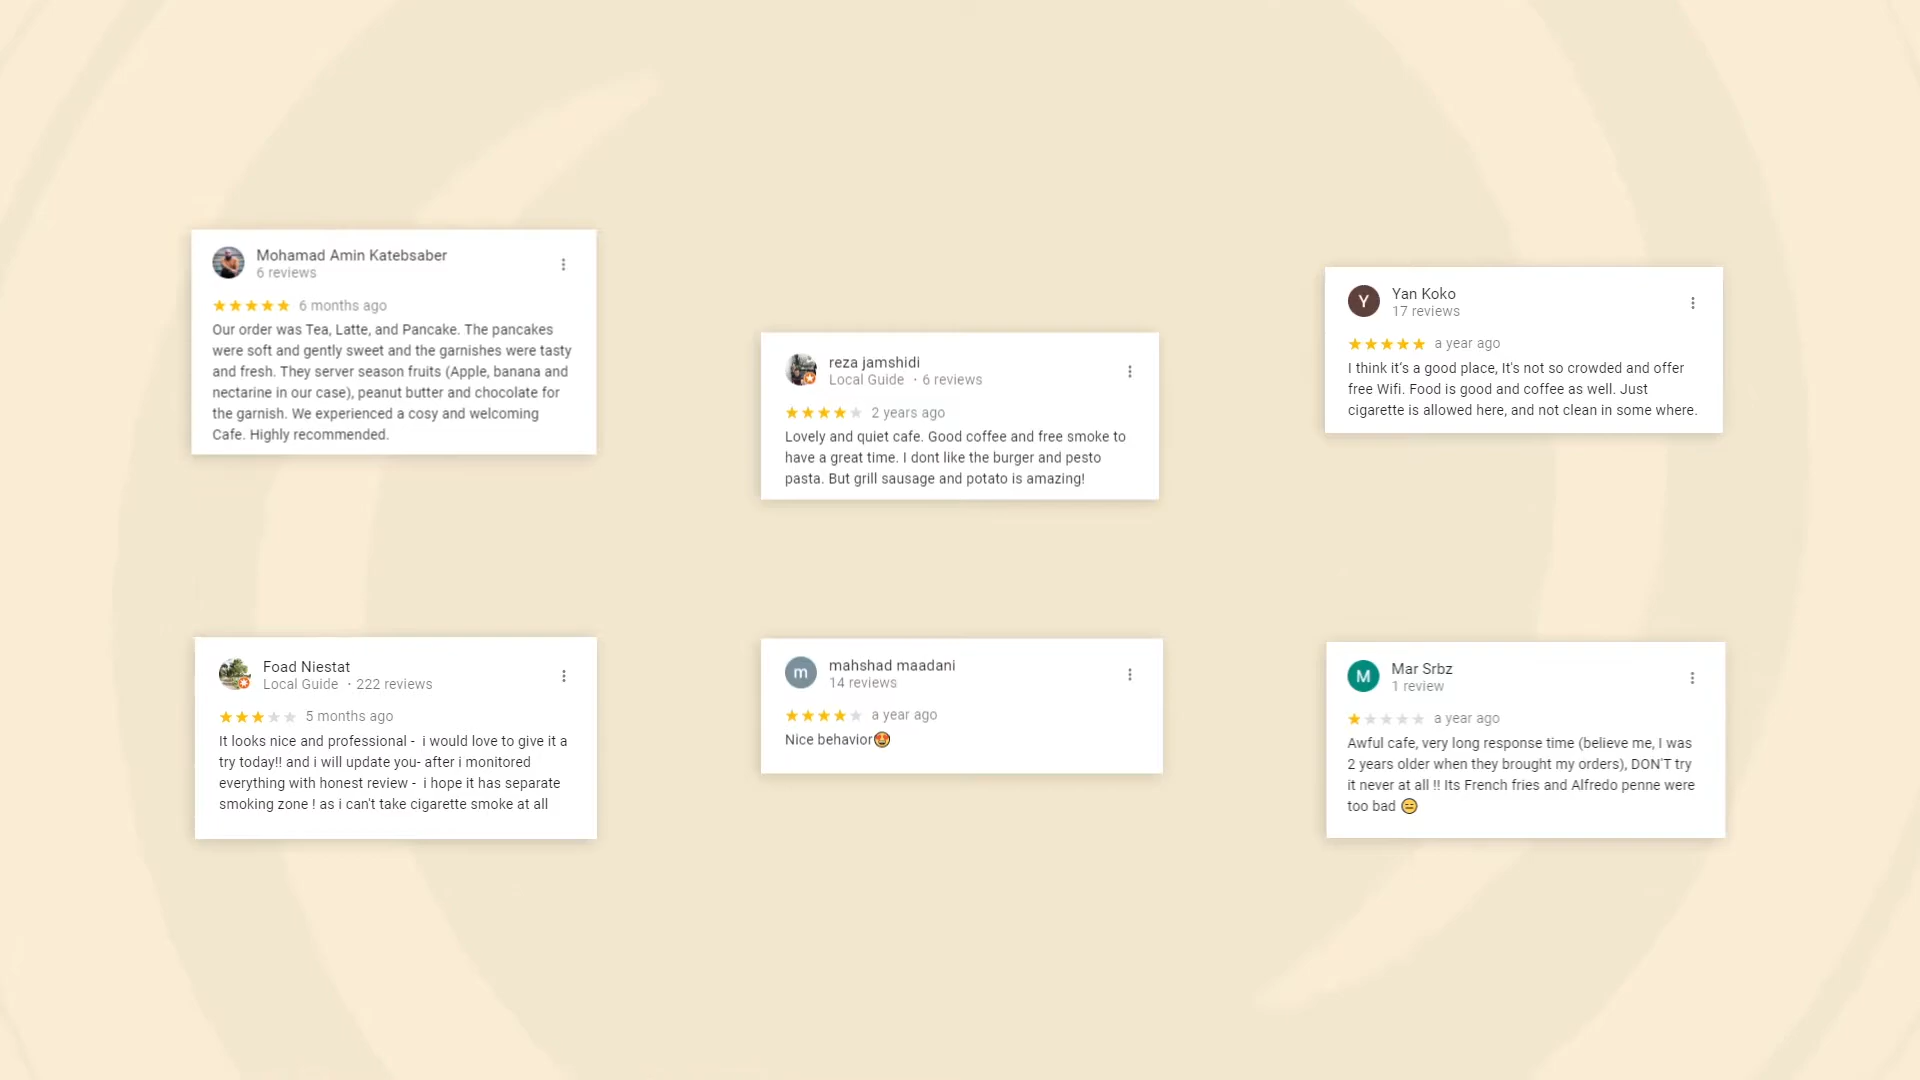 Mohamad Amin Katebsaber
6 reviews
6 months ago
Our order was Tea, Latte, and Pancake. The pancakes
were soft and gently sweet and the garnishes were tasty
and fresh. They server season fruits (Apple, banana and
nectarine in our case), peanut butter and chocolate for
the garnish. We experienced a cosy and welcoming
Cafe. Highly recommended.
reza jamshidi
Local Guide · 6 reviews
2 years ago
Lovely and quiet cafe. Good coffee and free smoke to
have a great time. I dont like the burger and pesto
pasta. But grill sausage and potato is amazing!
Y
Yan Koko
17 reviews
a year ago
I think it's a good place, It's not so crowded and offer
free Wifi. Food is good and coffee as well. Just
cigarette is allowed here, and not clean in some where.
Foad Niestat
Local Guide · 222 reviews
5 months ago
It looks nice and professional -  i would love to give it a
try today!! and i will update you- after i monitored
everything with honest review -  i hope it has separate
smoking zone ! as i can't take cigarette smoke at all
m
mahshad maadani
14 reviews
a year ago
Nice behavior😍
M
Mar Srbz
1 review
a year ago
Awful cafe, very long response time (believe me, I was
2 years older when they brought my orders), DON'T try
it never at all !! Its French fries and Alfredo penne were
too bad 😑